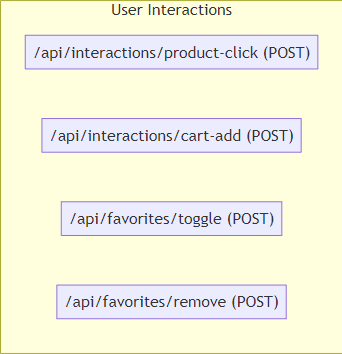 User Interactions
/api/interactions/product-click (POST)
/api/interactions/cart-add (POST)
/api/favorites/toggle (POST)
/api/favorites/remove (POST)